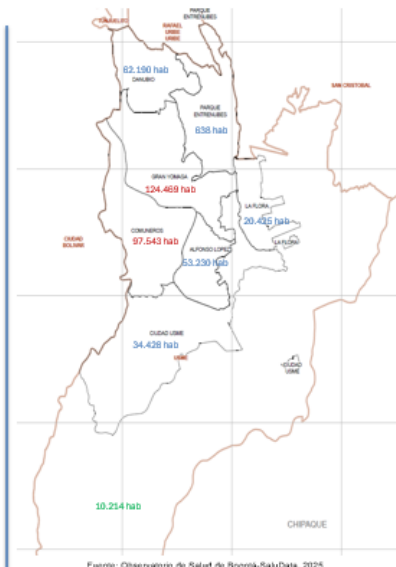 PARQUE
ENTRENUBES
RAFAEL
URIBE
URIBE
62.190 hab
DANUBIO
SAN CRISTOBAL
PARQUE
ENTRENUBES
638 hab
GRAN YOMASA
124.469 hab
LA FLORA
20.425 hab
COMUNEROS
97.543 hab
CIUDAD
BOLIVAR
LA FLORA
ALFONSO LOPEZ
53.230 hab
CIUDAD USME
34.428 hab
USME
CIUDAD
USME
10.214 hab
CHIPAQUE
Fuente: Observatorio de Salud de Bogotá-SaluData, 2025